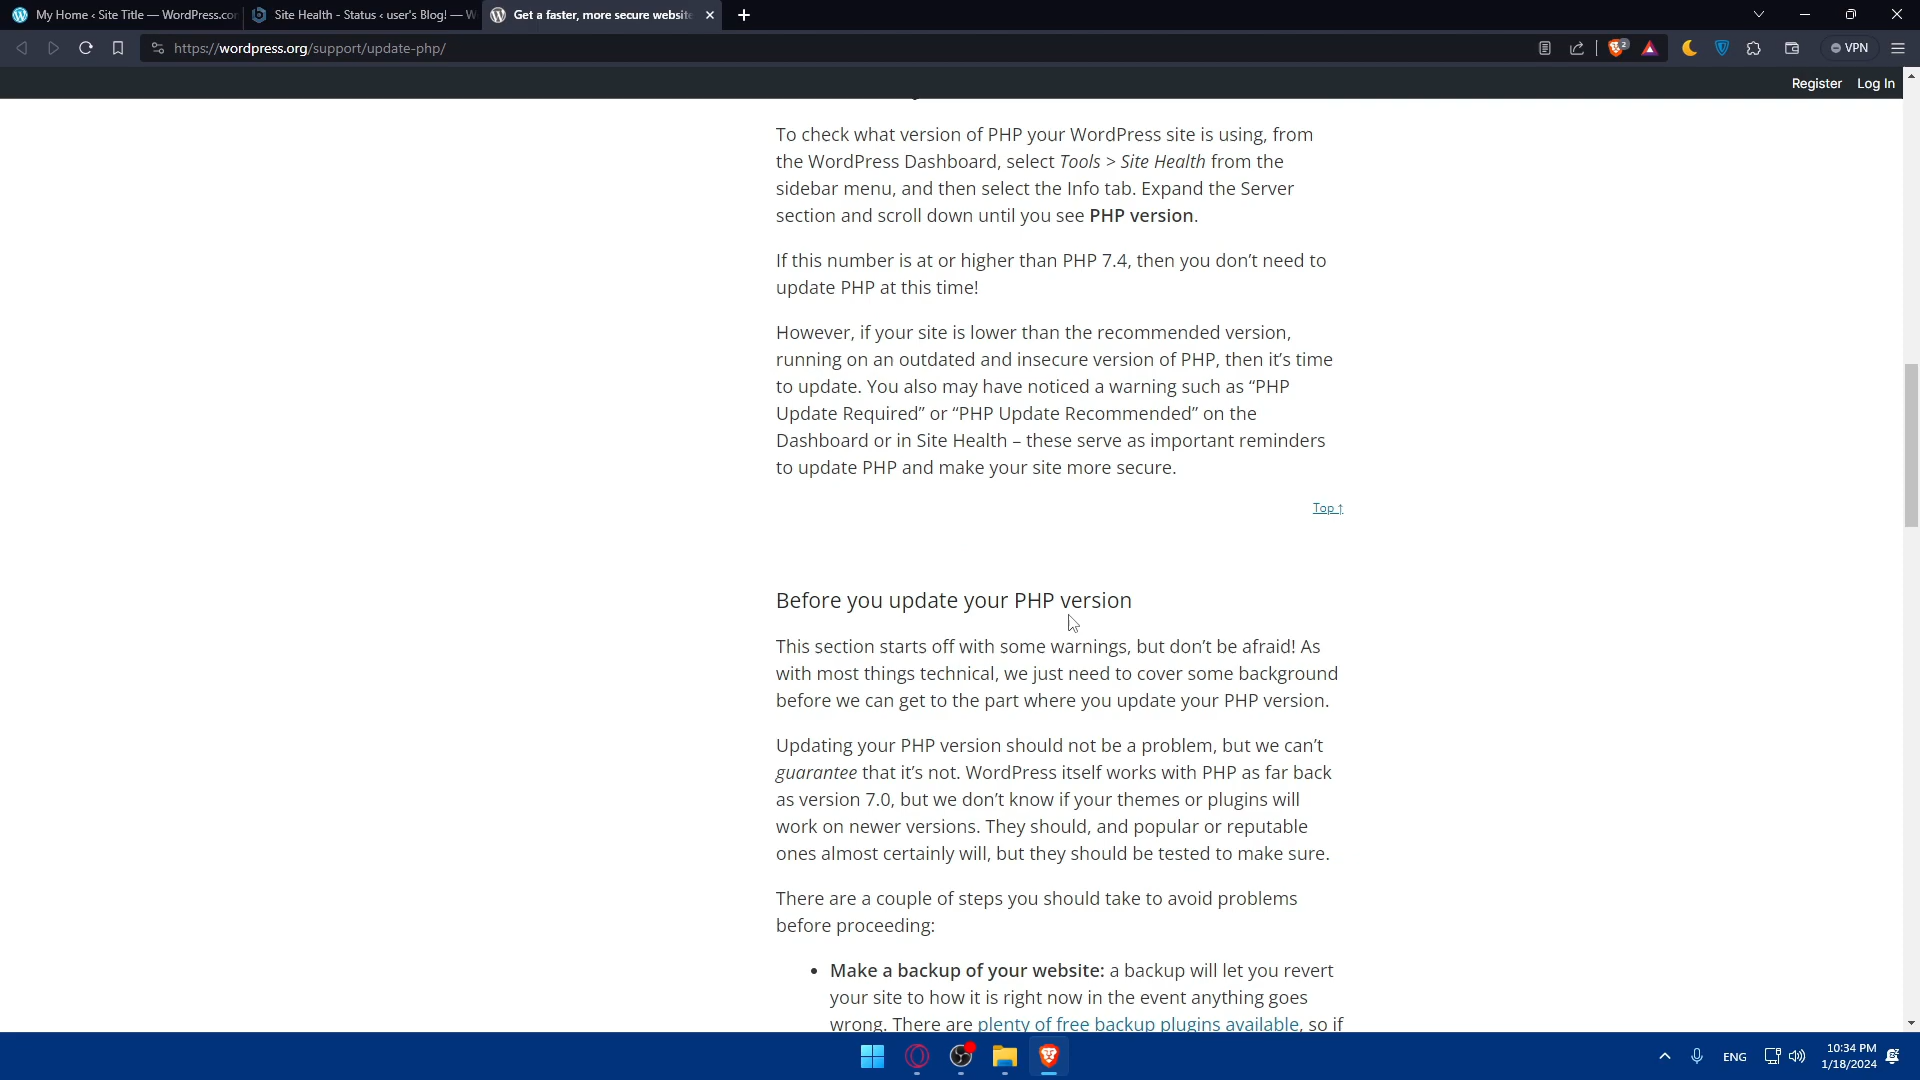 My Home ‹ Site Title — WordPress.cor
Site Health - Status ‹ user's Blog! — W
Get a faster, more secure website
https://wordpress.org/support/update-php/
2
VPN
Register Log In
To check what version of PHP your WordPress site is using, from
the WordPress Dashboard, select Tools > Site Health from the
sidebar menu, and then select the Info tab. Expand the Server
section and scroll down until you see PHP version.
If this number is at or higher than PHP 7.4, then you don't need to
update PHP at this time!
However, if your site is lower than the recommended version,
running on an outdated and insecure version of PHP, then it's time
to update. You also may have noticed a warning such as “PHP
Update Required” or “PHP Update Recommended” on the
Dashboard or in Site Health – these serve as important reminders
to update PHP and make your site more secure.
Top ↑
Before you update your PHP version
This section starts off with some warnings, but don't be afraid! As
with most things technical, we just need to cover some background
before we can get to the part where you update your PHP version.
Updating your PHP version should not be a problem, but we can't
guarantee that it's not. WordPress itself works with PHP as far back
as version 7.0, but we don't know if your themes or plugins will
work on newer versions. They should, and popular or reputable
ones almost certainly will, but they should be tested to make sure.
There are a couple of steps you should take to avoid problems
before proceeding:
• Make a backup of your website: a backup will let you revert
your site to how it is right now in the event anything goes
wrong. There are plenty of free backup plugins available, so if
ENG
10:34 PM
1/18/2024